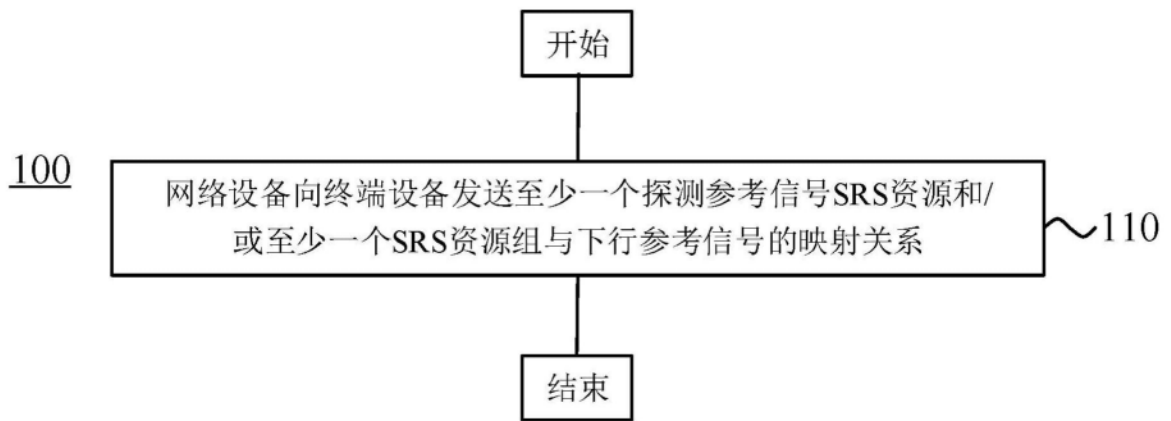 开始
100
网络设备向终端设备发送至少一个探测参考信号SRS资源和/
或至少一个SRS资源组与下行参考信号的映射关系
110
结束